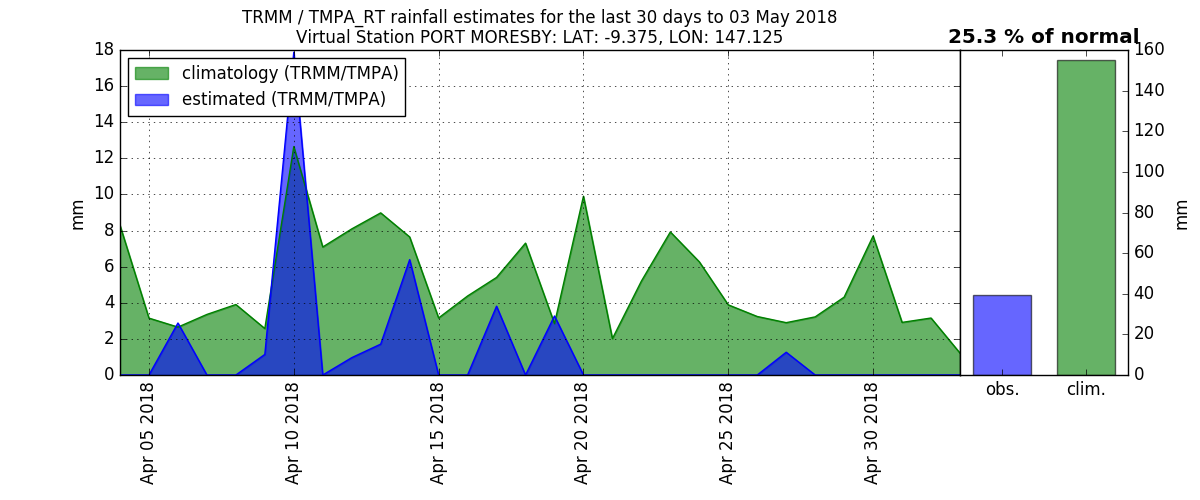 TRMM / TMPA_RT rainfall estimates for the last 30 days to 03 May 2018
Virtual Station PORT MORESBY: LAT: -9.375, LON: 147.125
25.3 % of normal
climatology (TRMM/TMPA)
estimated (TRMM/TMPA)
mm
18
16
14
12
10
8
6
4
2
0
Apr 05 2018
Apr 10 2018
Apr 15 2018
Apr 20 2018
Apr 25 2018
Apr 30 2018
obs.
clim.
160
140
120
100
80
60
40
20
0
mm